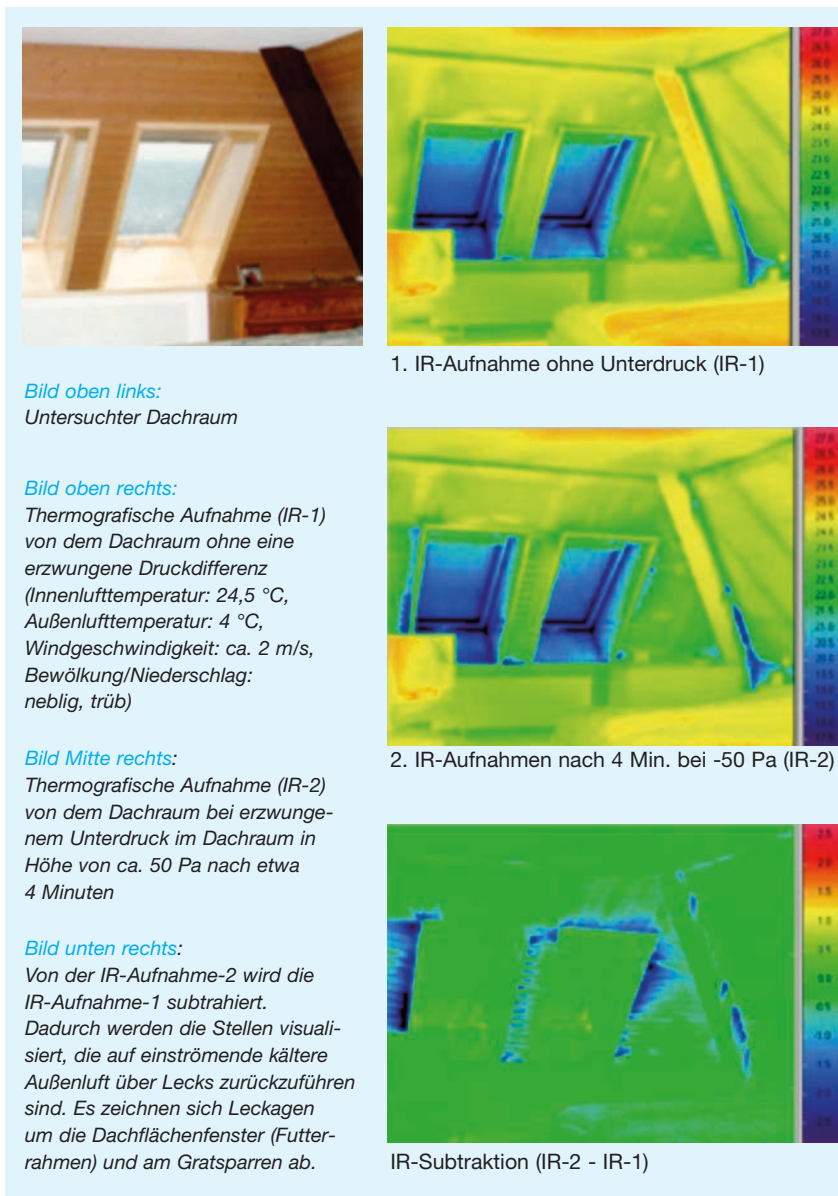 1. IR-Aufnahme ohne Unterdruck (IR-1)
Bild oben links:
Untersuchter Dachraum
Bild oben rechts:
Thermografische Aufnahme (IR-1)
von dem Dachraum ohne eine
erzwungene Druckdifferenz
(Innenlufttemperatur: 24,5 °C,
Außenlufttemperatur: 4 °C,
Windgeschwindigkeit: ca. 2 m/s,
Bewölkung/Niederschlag:
neblig, trüb)
Bild Mitte rechts:
Thermografische Aufnahme (IR-2)
von dem Dachraum bei erzwunge-
nem Unterdruck im Dachraum in
Höhe von ca. 50 Pa nach etwa
4 Minuten
2. IR-Aufnahmen nach 4 Min. bei -50 Pa (IR-2)
Bild unten rechts:
Von der IR-Aufnahme-2 wird die
IR-Aufnahme-1 subtrahiert.
Dadurch werden die Stellen visuali-
siert, die auf einströmende kältere
Außenluft über Lecks zurückzuführen
sind. Es zeichnen sich Leckagen
um die Dachflächenfenster (Futter-
rahmen) und am Gratsparren ab.
IR-Subtraktion (IR-2 - IR-1)